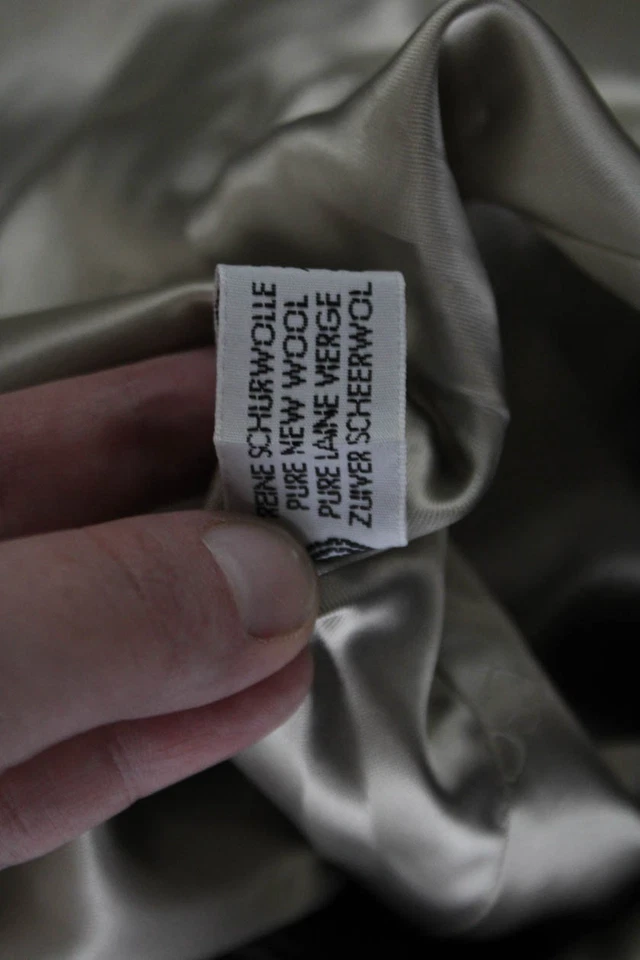 REINE SCHURWOLLE
PURE NEW WOOL
PURE LAINE VIERGE
ZUIVER SCHEERWOL